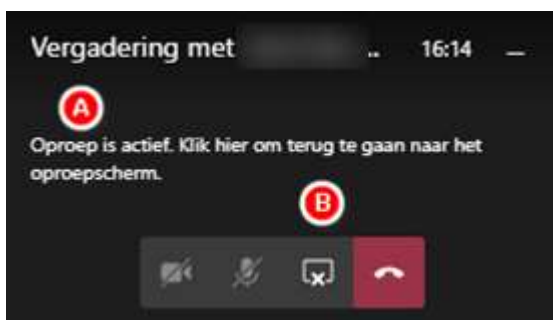 Vergadering met .. 16:14
A
Oproep is actief. Klik hier om terug te gaan naar het
oproepscherm.
B